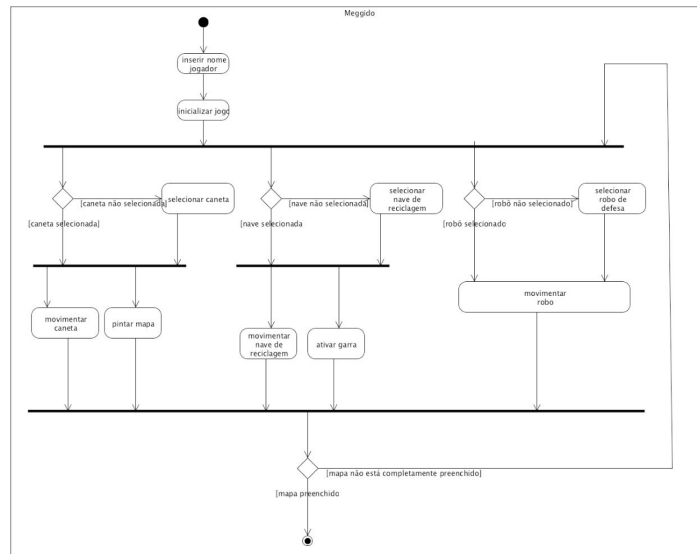 Meggido
inserir nome
jogador
inicializar jogo
[caneta não selecionada]
selecionar caneta
[nave não selecionada]
selecionar
nave de
reciclagem
[robô não selecionado]
selecionar
robo de
defesa
[caneta selecionada]
[nave selecionada
[robô selecionado
movimentar
caneta
pintar mapa
movimentar
nave de
reciclagem
ativar garra
movimentar
robo
[mapa não está completamente preenchido]
[mapa preenchido